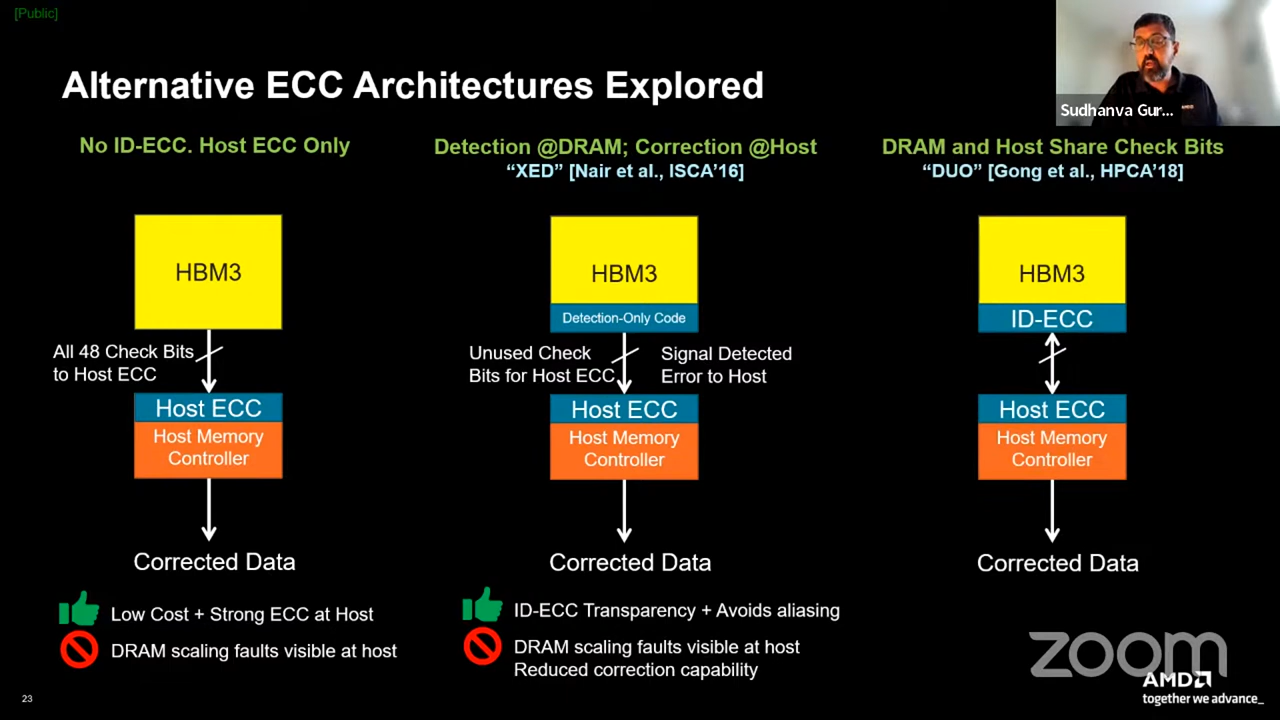 [Public]
Alternative ECC Architectures Explored
Sudhanva Gur...
No ID-ECC. Host ECC Only
HBM3
All 48 Check Bits
to Host ECC
Host ECC
Host Memory
Controller
Corrected Data
Low Cost + Strong ECC at Host
DRAM scaling faults visible at host
Detection @DRAM; Correction @Host
“XED” [Nair et al., ISCA’16]
HBM3
Detection-Only Code
Unused Check
Bits for Host ECC
Signal Detected
Error to Host
Host ECC
Host Memory
Controller
Corrected Data
ID-ECC Transparency + Avoids aliasing
DRAM scaling faults visible at host
Reduced correction capability
DRAM and Host Share Check Bits
“DUO” [Gong et al., HPCA’18]
HBM3
ID-ECC
Host ECC
Host Memory
Controller
Corrected Data
zoom
23
AMD
together we advance_